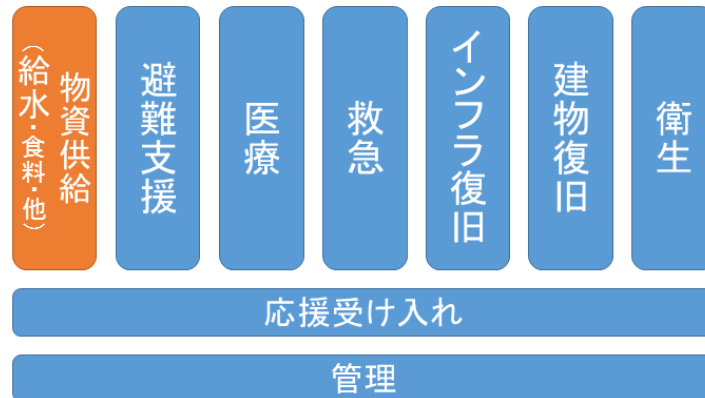 物資供給
（給水・食料・他）
避難支援
医療
救急
インフラ復旧
建物復旧
衛生
応援受け入れ
管理